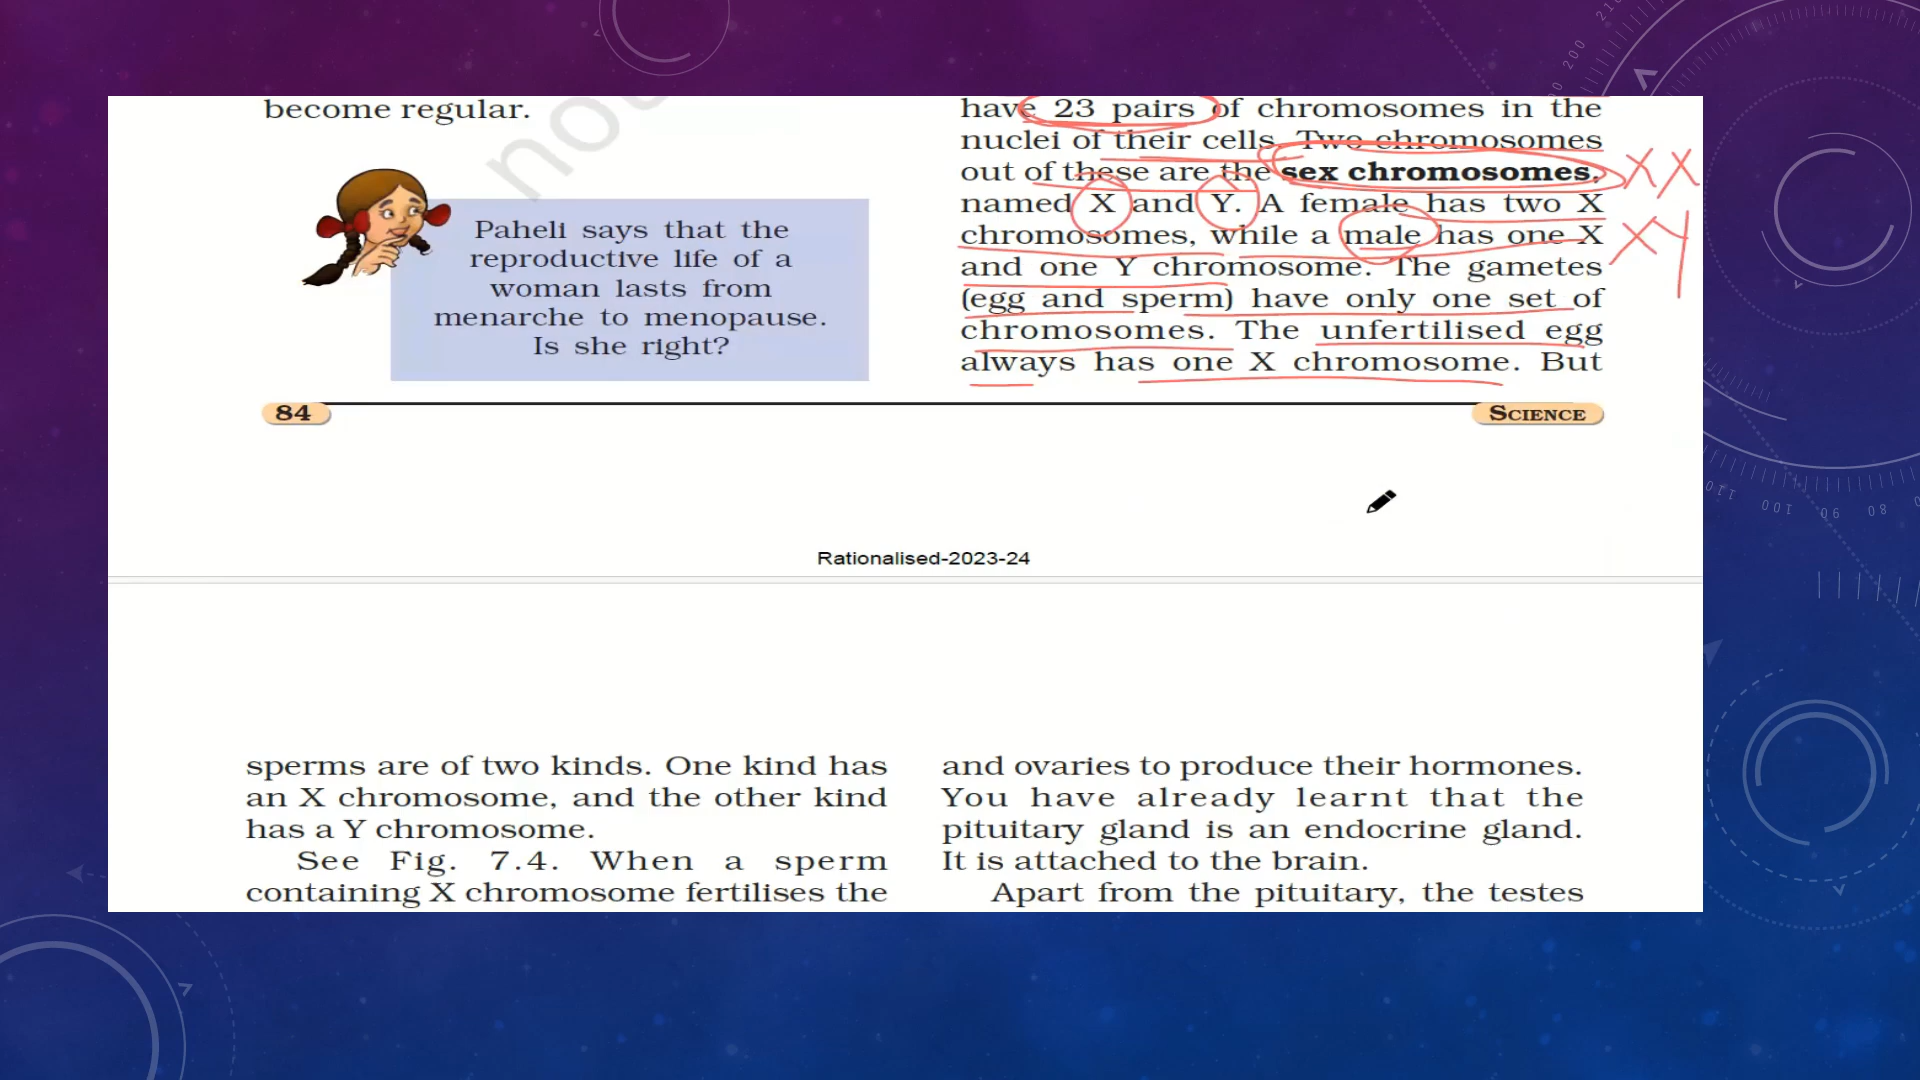 become regular.
Paheli says that the
reproductive life of a
woman lasts from
menarche to menopause.
Is she right?
have 23 pairs of chromosomes in the
nuclei of their cells. Two chromosomes
out of these are the sex chromosomes,
named X and Y. A female has two X
chromosomes, while a male has one X
and one Y chromosome. The gametes
(egg and sperm) have only one set of
chromosomes. The unfertilised egg
always has one X chromosome. But
XX
XY
84
SCIENCE
Rationalised-2023-24
sperms are of two kinds. One kind has
an X chromosome, and the other kind
has a Y chromosome.
See Fig. 7.4. When a sperm
containing X chromosome fertilises the
and ovaries to produce their hormones.
You have already learnt that the
pituitary gland is an endocrine gland.
It is attached to the brain.
Apart from the pituitary, the testes
210
200
110
100
90
80